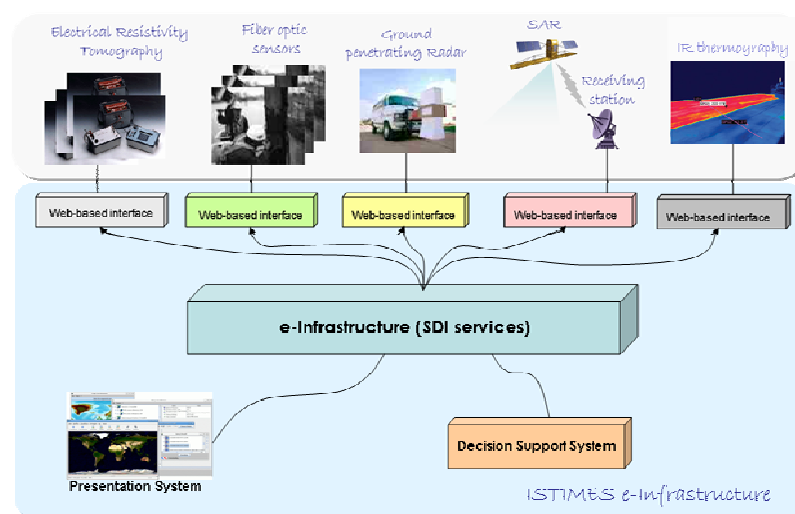 Electrical Resistivity
Tomography
Fiber optic
sensors
Ground
penetrating Radar
SAR
Receiving
station
IR thermography
Web-based interface
Web-based interface
Web-based interface
Web-based interface
Web-based interface
e-Infrastructure (SDI services)
Presentation System
Decision Support System
ISTIMES e-Infrastructure